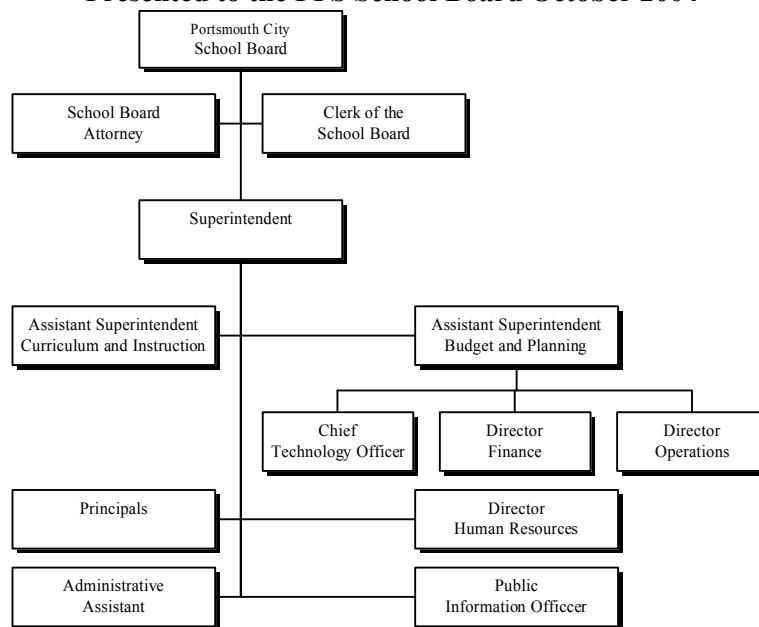 Portsmouth City
School Board
School Board
Attorney
Clerk of the
School Board
Superintendent
Assistant Superintendent
Curriculum and Instruction
Assistant Superintendent
Budget and Planning
Chief
Technology Officer
Director
Finance
Director
Operations
Principals
Director
Human Resources
Administrative
Assistant
Public
Information Officcer